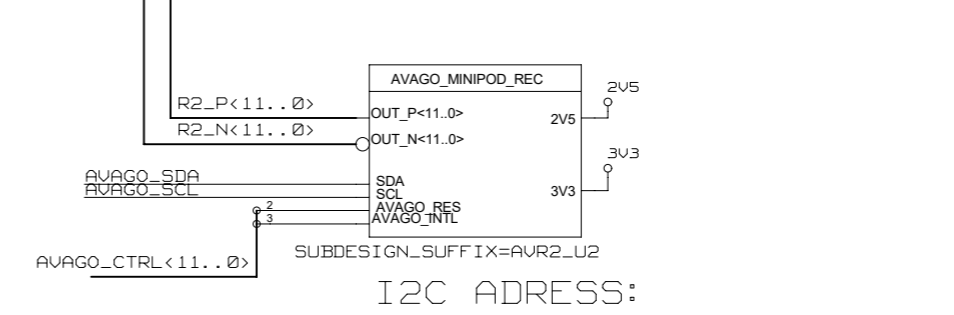 AVAGO_MINIPOD_REC
2V5
R2_P<11..0>
OUT_P<11..0>
2V5
R2_N<11..0>
OUT_N<11..0>
3V3
AVAGO_SDA
SDA
AVAGO_SCL
SCL
3V3
2
AVAGO_RES
3
AVAGO_INTL
SUBDESIGN_SUFFIX=AVR2_U2
AVAGO_CTRL<11..0>
I2C ADRESS: